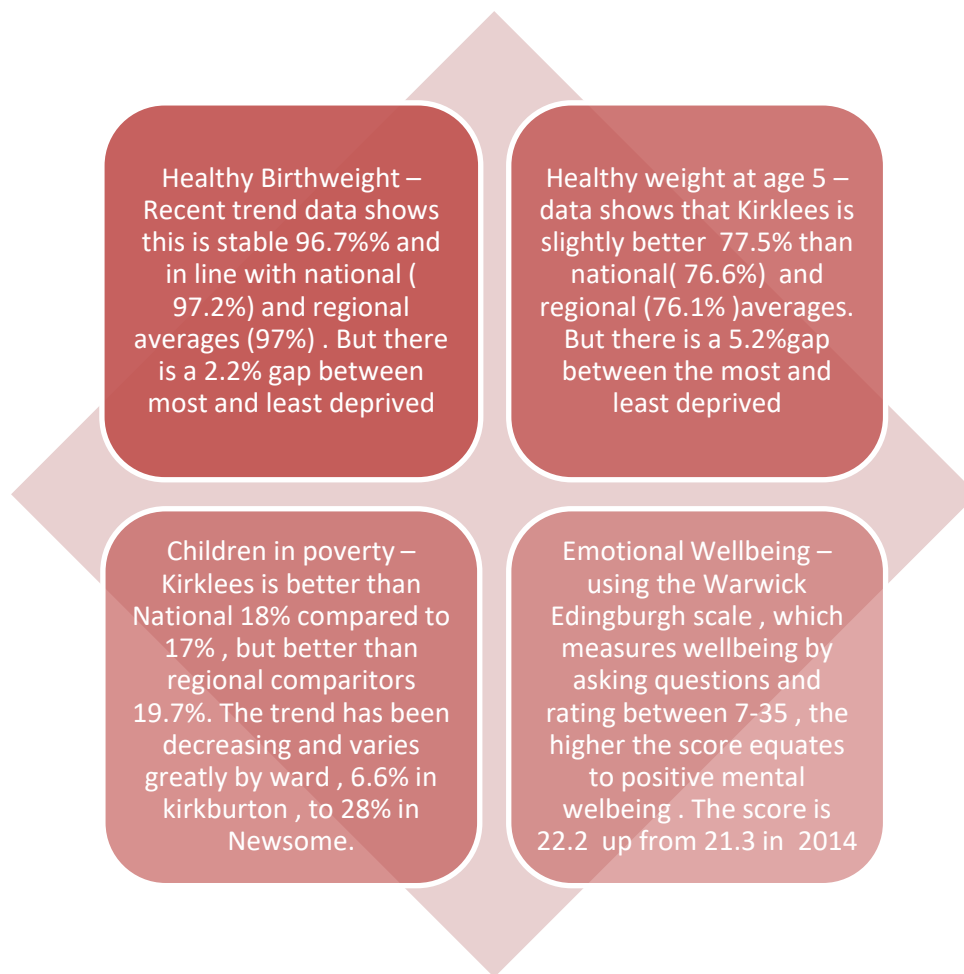 Healthy Birthweight –
Recent trend data shows
this is stable 96.7%% and
in line with national (
97.2%) and regional
averages (97%) . But there
is a 2.2% gap between
most and least deprived
Healthy weight at age 5 –
data shows that Kirklees is
slightly better  77.5% than
national( 76.6%)  and
regional (76.1% )averages.
But there is a 5.2%gap
between the most and
least deprived
Children in poverty –
Kirklees is better than
National 18% compared to
17% , but better than
regional comparitors
19.7%. The trend has been
decreasing and varies
greatly by ward , 6.6% in
kirkburton , to 28% in
Newsome.
Emotional Wellbeing –
using the Warwick
Edingburgh scale , which
measures wellbeing by
asking questions and
rating between 7-35 , the
higher the score equates
to positive mental
welbeing . The score is
22.2  up from 21.3 in  2014